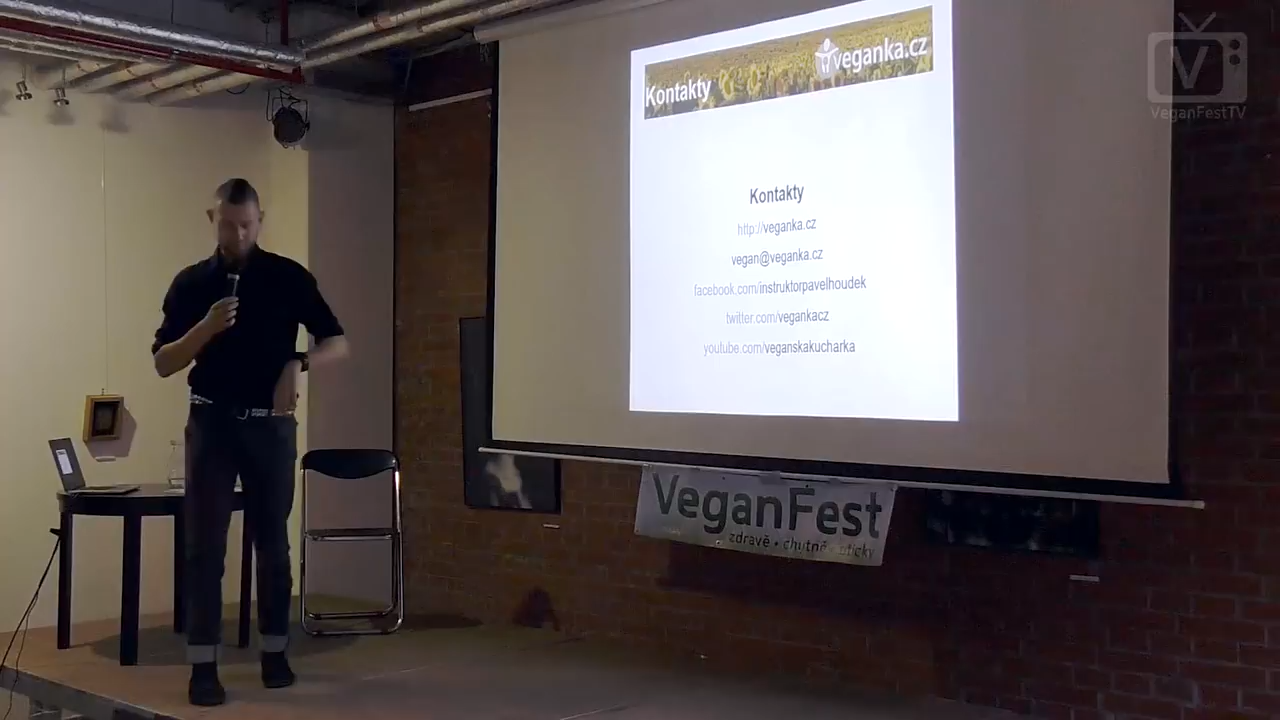 Kontakty
veganka.cz
Kontakty
http://veganka.cz
vegan@veganka.cz
facebook.com/instruktorpavelhoudek
twitter.com/vegankacz
youtube.com/veganskakucharka
VeganFest
zdravě • chutně • eticky
V
VeganFestTV